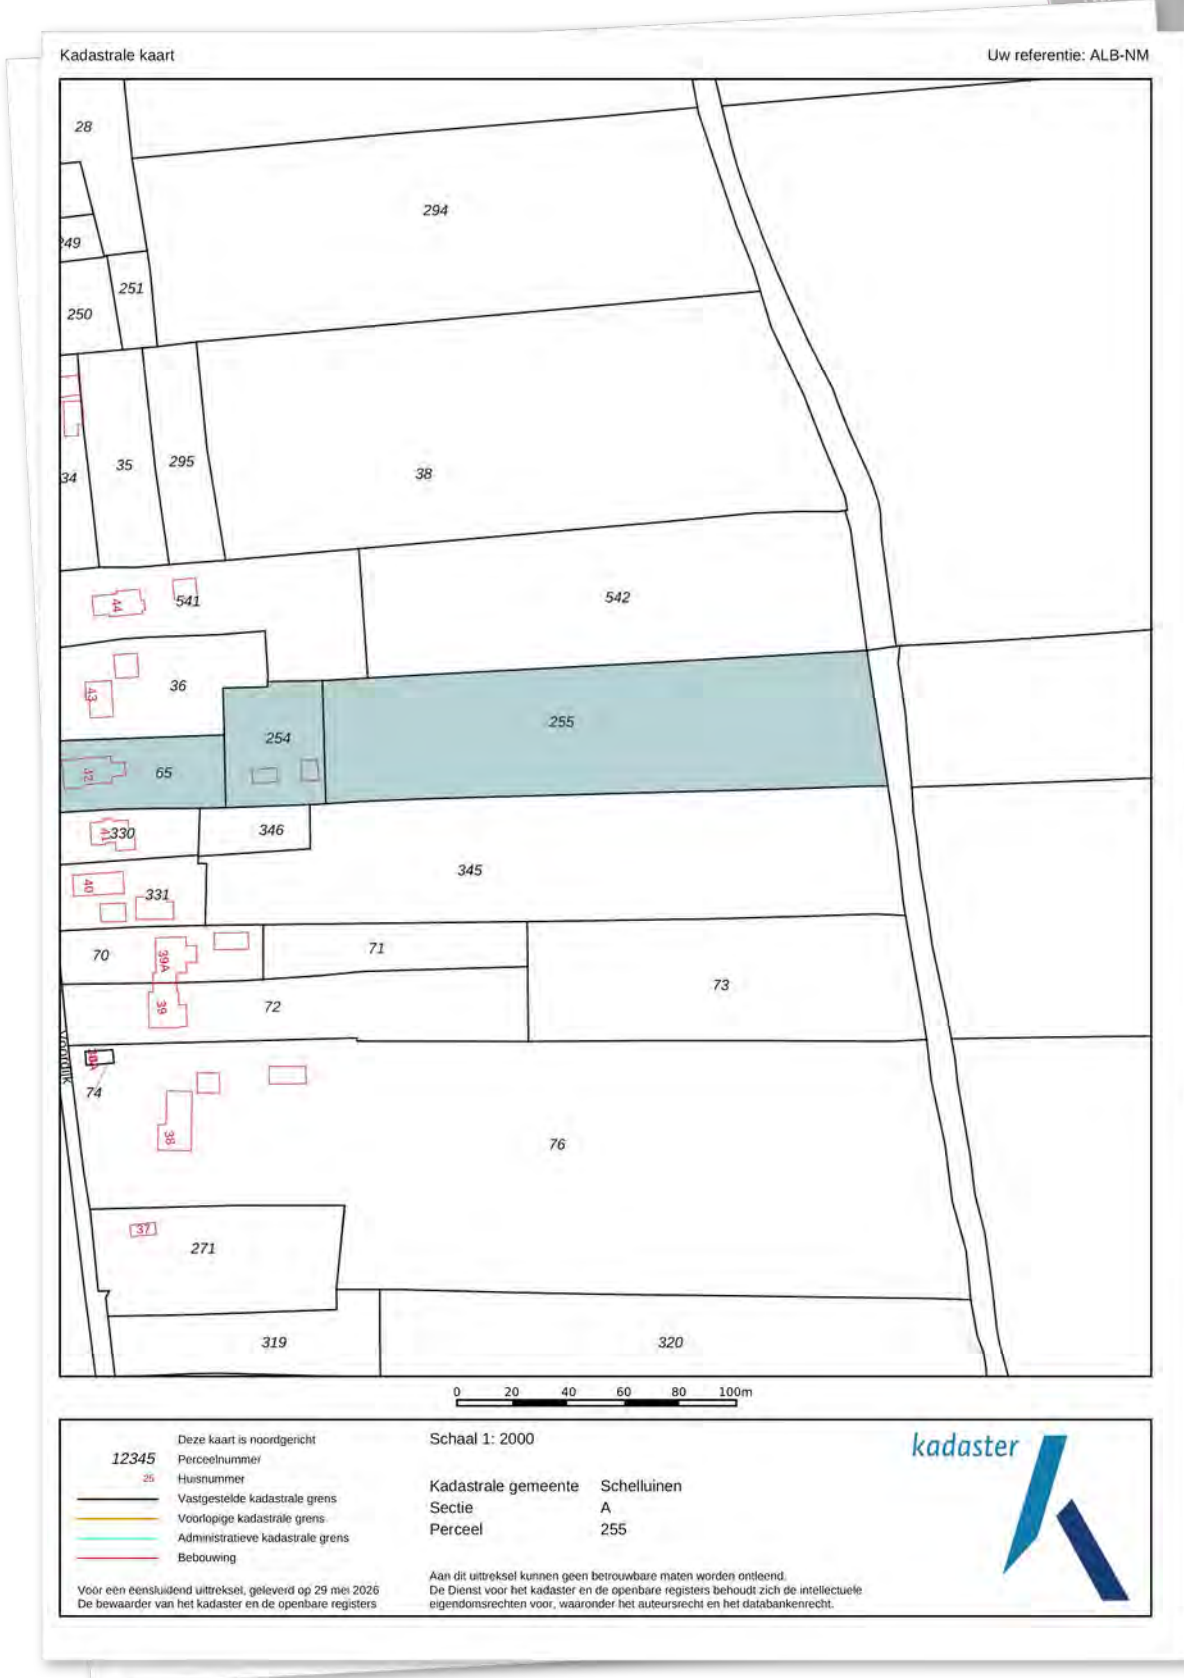 Kadastrale kaart
Uw referentie: ALB-NM
28
294
249
251
250
35
295
38
34
44
541
542
43
36
255
254
42
65
41
330
346
345
40
331
70
39A
71
73
39
72
74
38
76
37
271
319
320
0 20 40 60 80 100m
Deze kaart is noordgericht
12345 Perceelnummer
25 Huisnummer
Vastgestelde kadastrale grens
Voorlopige kadastrale grens
Administratieve kadastrale grens
Bebouwing
Voor een eensluidend uittreksel, geleverd op 29 mei 2026
De bewaarder van het kadaster en de openbare registers
Schaal 1: 2000
Kadastrale gemeente Schelluinen
Sectie A
Perceel 255
Aan dit uittreksel kunnen geen betrouwbare maten worden ontleend.
De Dienst voor het kadaster en de openbare registers behoudt zich de intellectuele
eigendomsrechten voor, waaronder het auteursrecht en het databankenrecht.
kadaster